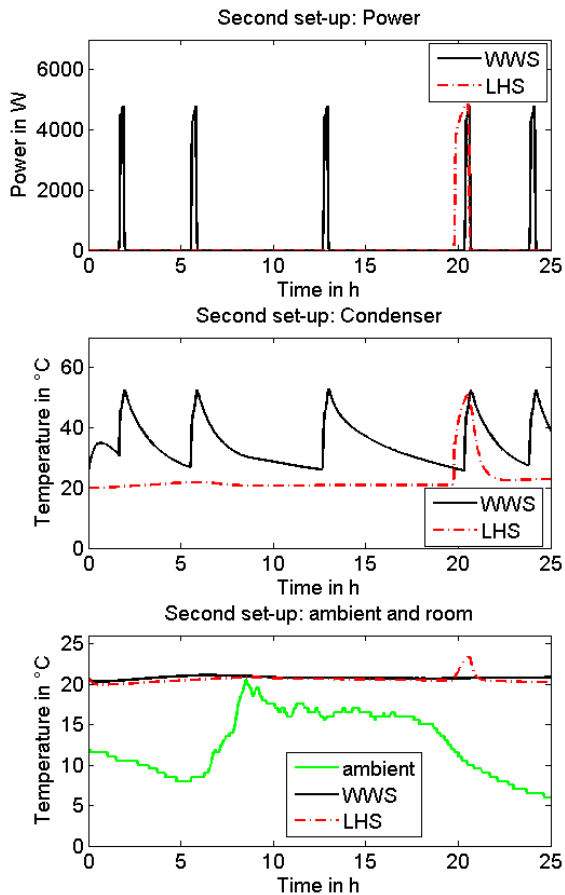 Second set-up: Power
Power in W
6000
4000
2000
0
WWS
LHS
0 5 10 15 20 25
Time in h
Second set-up: Condenser
Temperature in °C
60
40
20
0
WWS
LHS
0 5 10 15 20 25
Time in h
Second set-up: ambient and room
Temperature in °C
25
20
15
10
5
0
ambient
WWS
LHS
0 5 10 15 20 25
Time in h